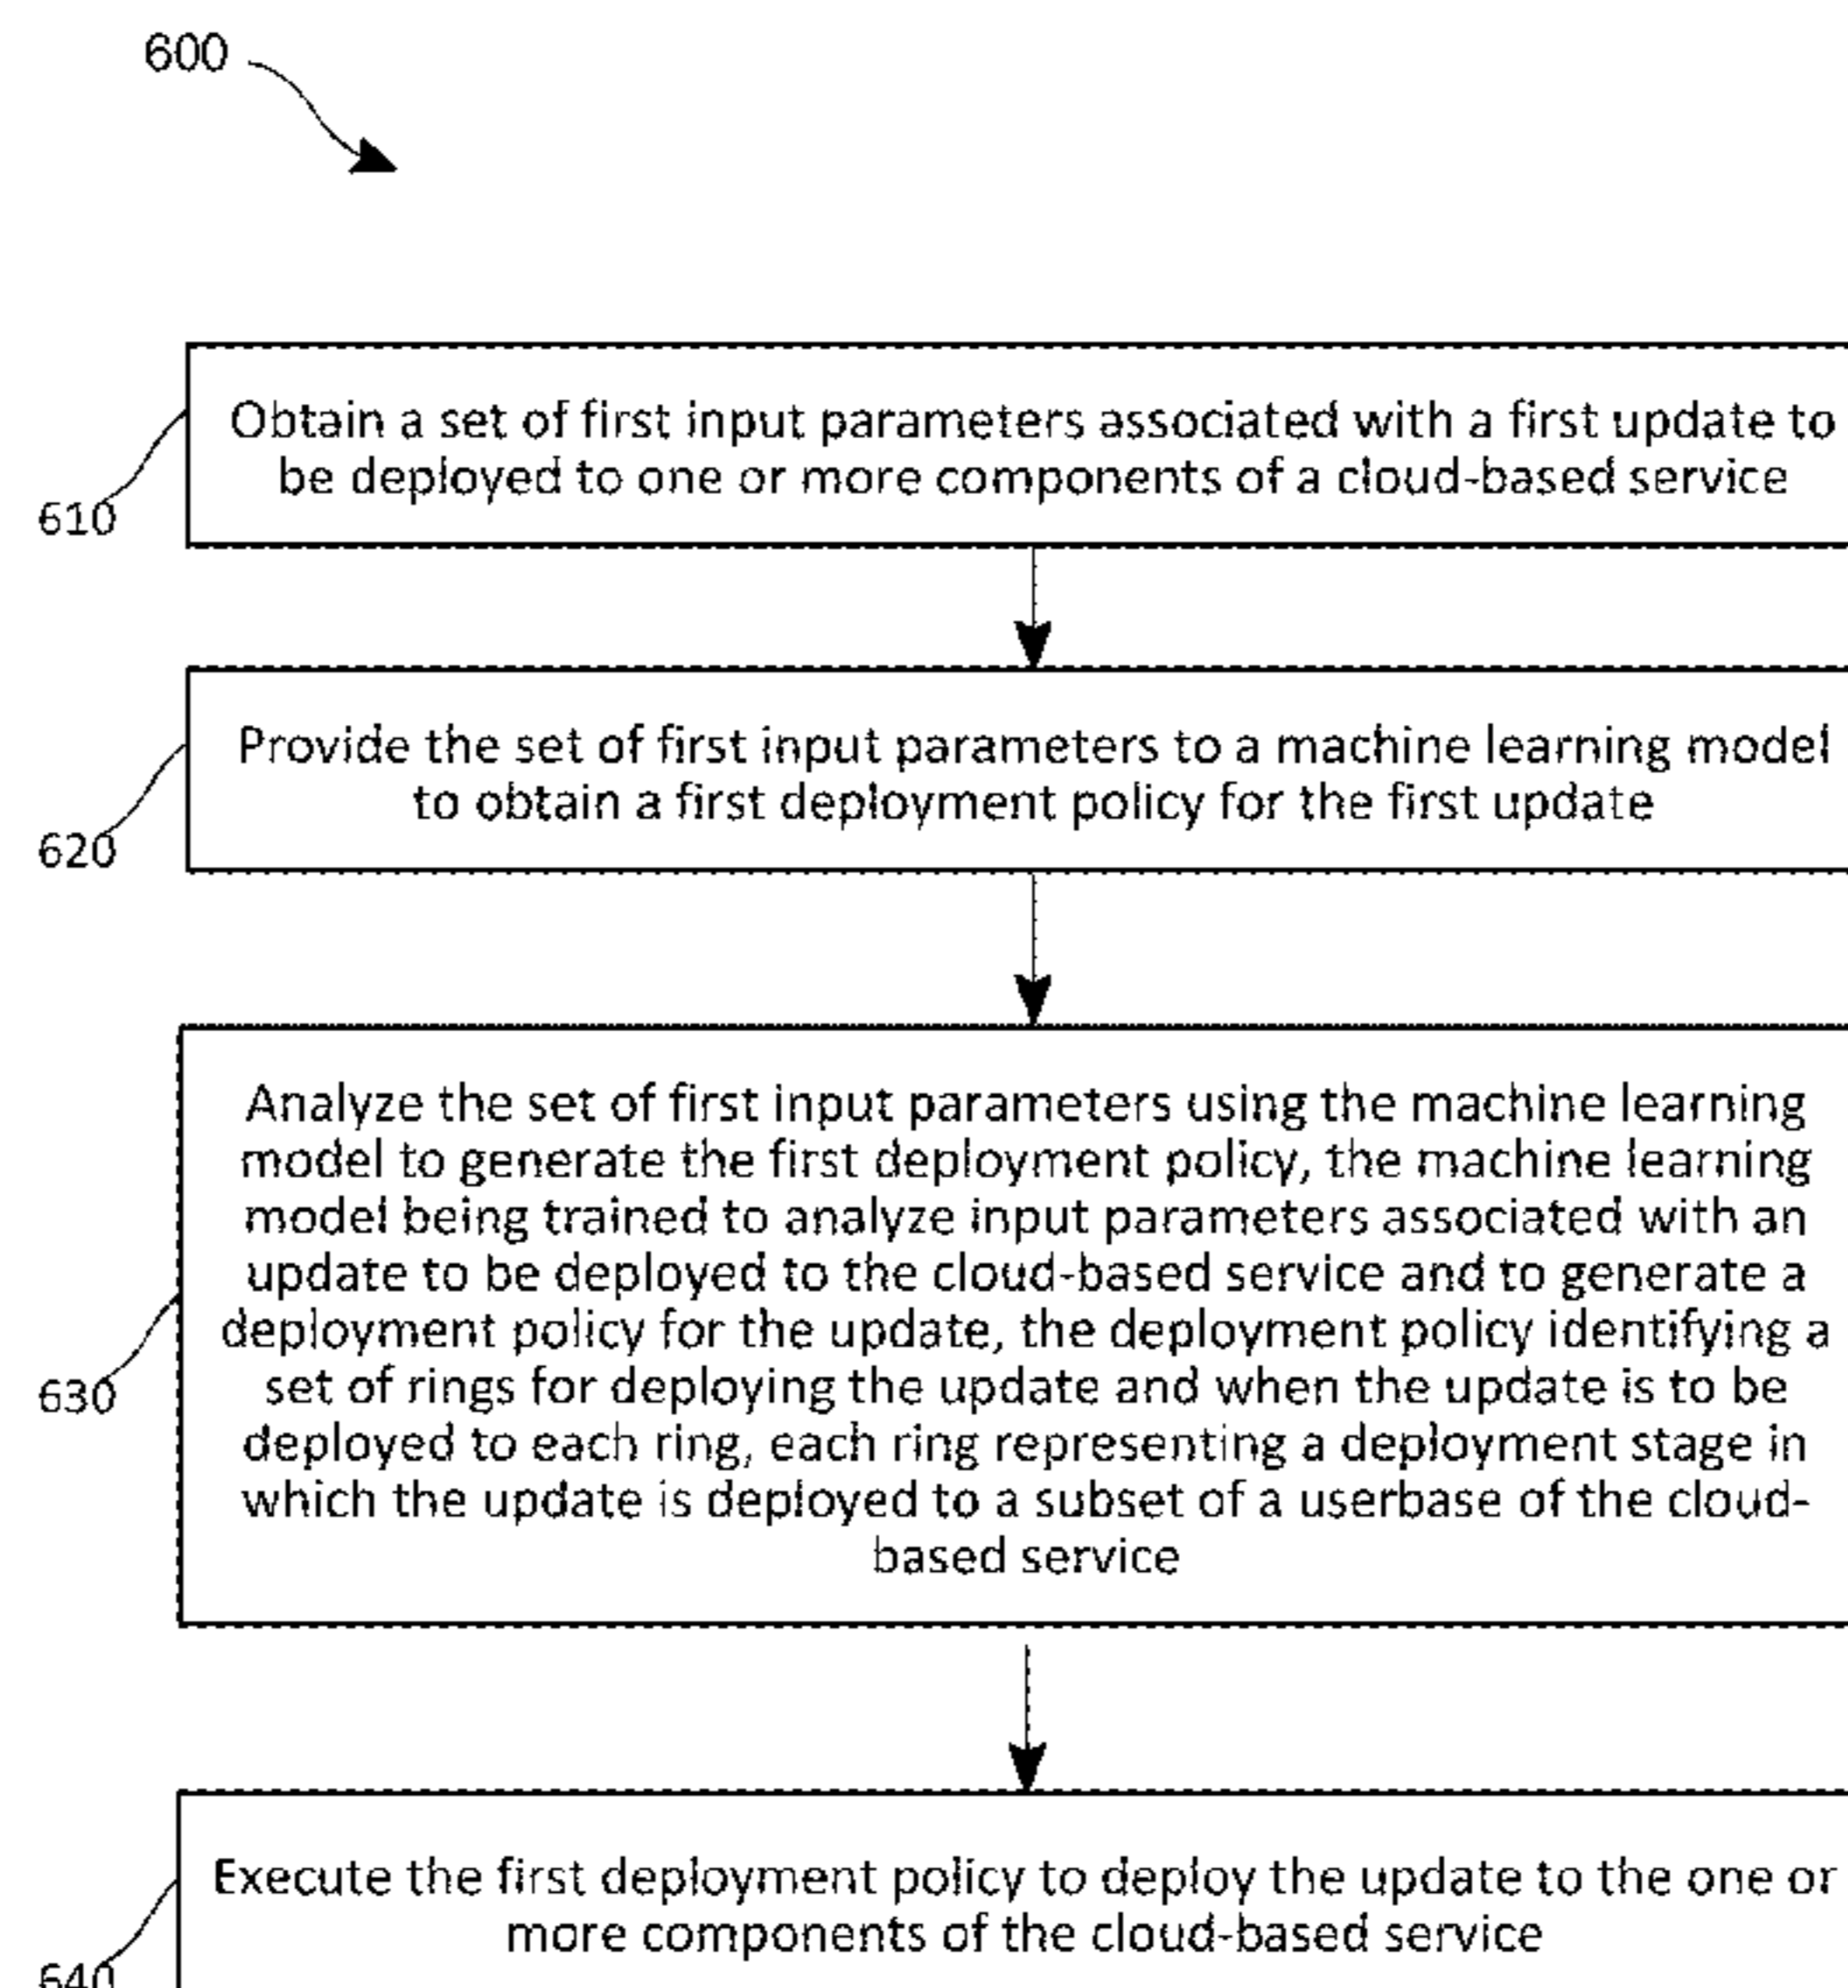 600
Obtain a set of first input parameters associated with a first update to
be deployed to one or more components of a cloud-based service
610
Provide the set of first input parameters to a machine learning model
to obtain a first deployment policy for the first update
620
Analyze the set of first input parameters using the machine learning
model to generate the first deployment policy, the machine learning
model being trained to analyze input parameters associated with an
update to be deployed to the cloud-based service and to generate a
deployment policy for the update, the deployment policy identifying a
set of rings for deploying the update and when the update is to be
deployed to each ring, each ring representing a deployment stage in
which the update is deployed to a subset of a userbase of the cloud-
based service
630
Execute the first deployment policy to deploy the update to the one or
more components of the cloud-based service
640